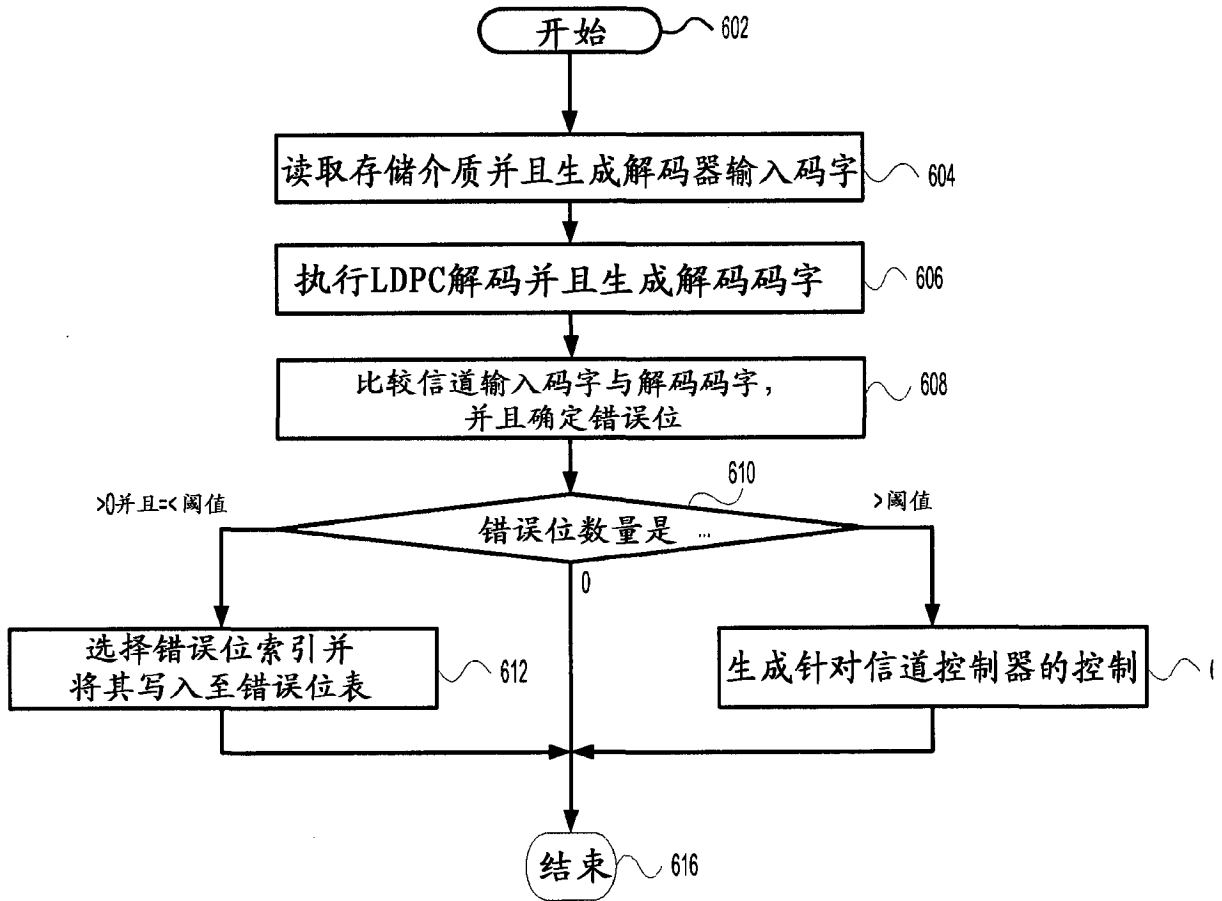 开始
602
读取存储介质并且生成解码器输入码字
604
执行LDPC解码并且生成解码码字
606
比较信道输入码字与解码码字，
并且确定错误位
608
610
>0并且=<阈值
错误位数量是 …
>阈值
0
选择错误位索引并
将其写入至错误位表
612
生成针对信道控制器的控制
结束
616